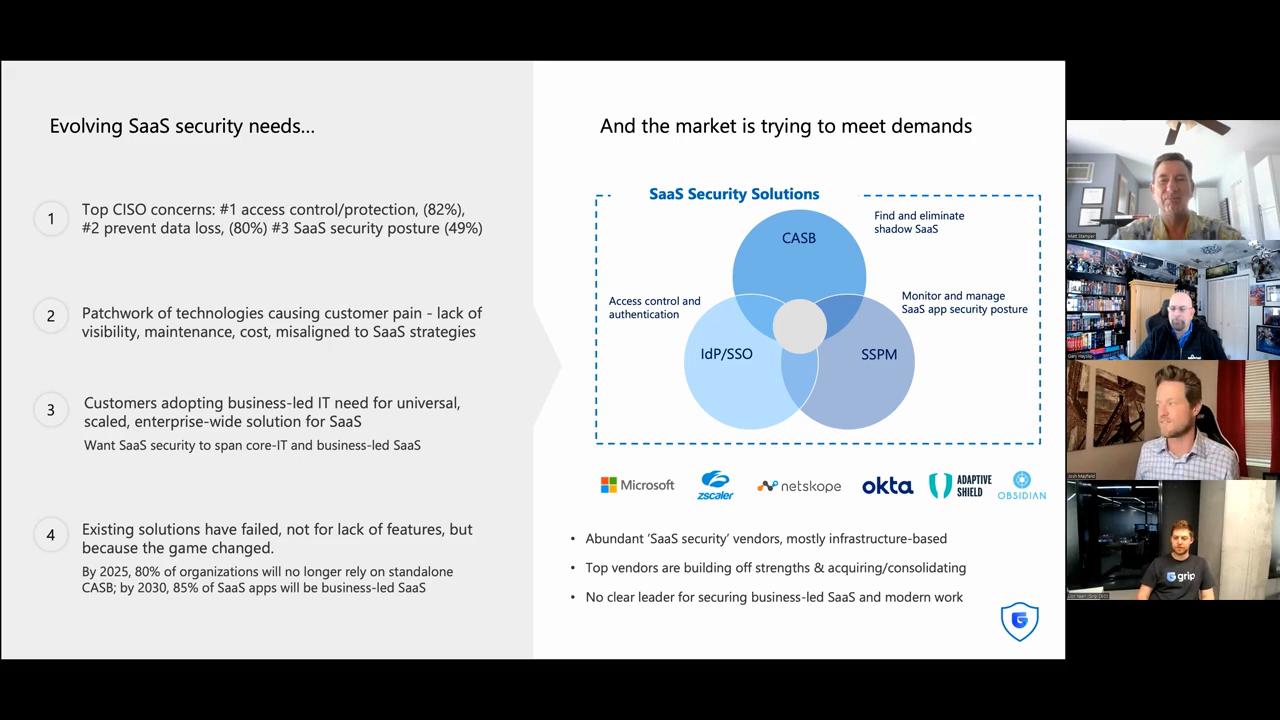 Evolving SaaS security needs...
1
Top CISO concerns: #1 access control/protection, (82%),
#2 prevent data loss, (80%) #3 SaaS security posture (49%)
2
Patchwork of technologies causing customer pain - lack of
visibility, maintenance, cost, misaligned to SaaS strategies
3
Customers adopting business-led IT need for universal,
scaled, enterprise-wide solution for SaaS
Want SaaS security to span core-IT and business-led SaaS
4
Existing solutions have failed, not for lack of features, but
because the game changed.
By 2025, 80% of organizations will no longer rely on standalone
CASB; by 2030, 85% of SaaS apps will be business-led SaaS
And the market is trying to meet demands
SaaS Security Solutions
CASB
Find and eliminate
shadow SaaS
Access control and
authentication
Monitor and manage
SaaS app security posture
IdP/SSO
SSPM
Microsoft
zscaler
netskope
okta
ADAPTIVE
SHIELD
OBSIDIAN
• Abundant ‘SaaS security’ vendors, mostly infrastructure-based
• Top vendors are building off strengths & acquiring/consolidating
• No clear leader for securing business-led SaaS and modern work
Matt Stamper
Gary Hayslip
Josh Mayfield
grip